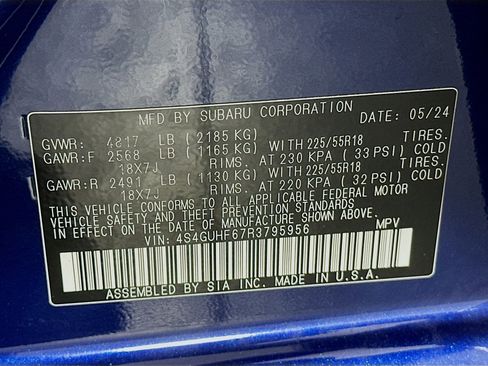 MFD BY SUBARU CORPORATION DATE: 05/24
GVWR: 4817 LB (2185 KG)
GAWR:F 2568 LB (1165 KG) WITH 225/55R18 TIRES.
18X7J RIMS. AT 230 KPA (33 PSI) COLD
GAWR:R 2491 LB (1130 KG) WITH 225/55R18 TIRES.
18X7J RIMS. AT 220 KPA (32 PSI) COLD
THIS VEHICLE CONFORMS TO ALL APPLICABLE FEDERAL MOTOR
VEHICLE SAFETY AND THEFT PREVENTION STANDARDS IN EFFECT
ON THE DATE OF MANUFACTURE SHOWN ABOVE.
VIN: 4S4GUHF67R3795956 MPV
ASSEMBLED BY SIA INC. MADE IN U.S.A.